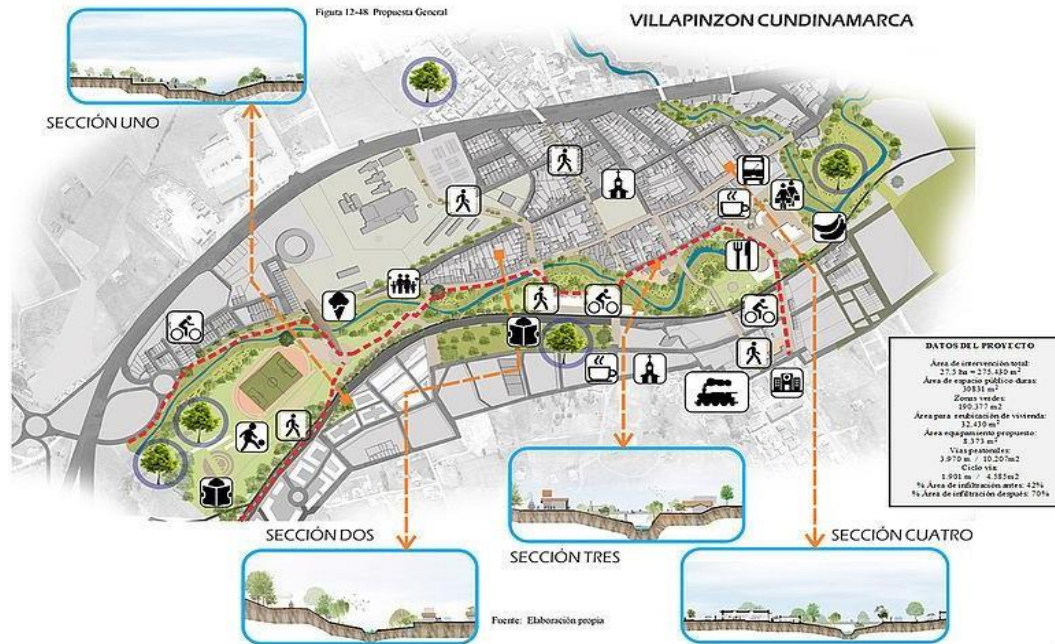 Figura 12-48 Propuesta General
VILLAPINZON CUNDINAMARCA
SECCIÓN UNO
DATOS DEL PROYECTO
Área de intervención total:
27,5 ha = 275.430 m²
Área de espacio público duras:
30831 m²
Zonas verdes:
190.377 m2
Área para reubicación de vivienda:
32.430 m²
Área equipamiento propuesto:
8.373 m²
Vías peatonales:
3.970 m / 10.207m2
Ciclo vía:
1.901 m / 4.585m2
% Área de infiltración antes: 42%
% Área de infiltración después: 70%
SECCIÓN DOS
SECCIÓN TRES
SECCIÓN CUATRO
Fuente: Elaboración propia